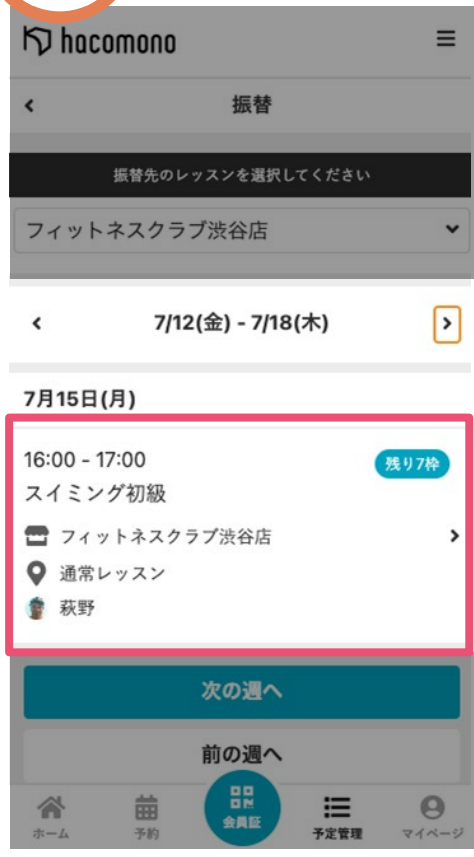 hacomono
振替
振替先のレッスンを選択してください
フィットネスクラブ渋谷店
7/12(金) - 7/18(木)
7月15日(月)
16:00 - 17:00
残り7枠
スイミング初級
フィットネスクラブ渋谷店
通常レッスン
萩野
次の週へ
前の週へ
ホーム
予約
会員証
予定管理
マイページ